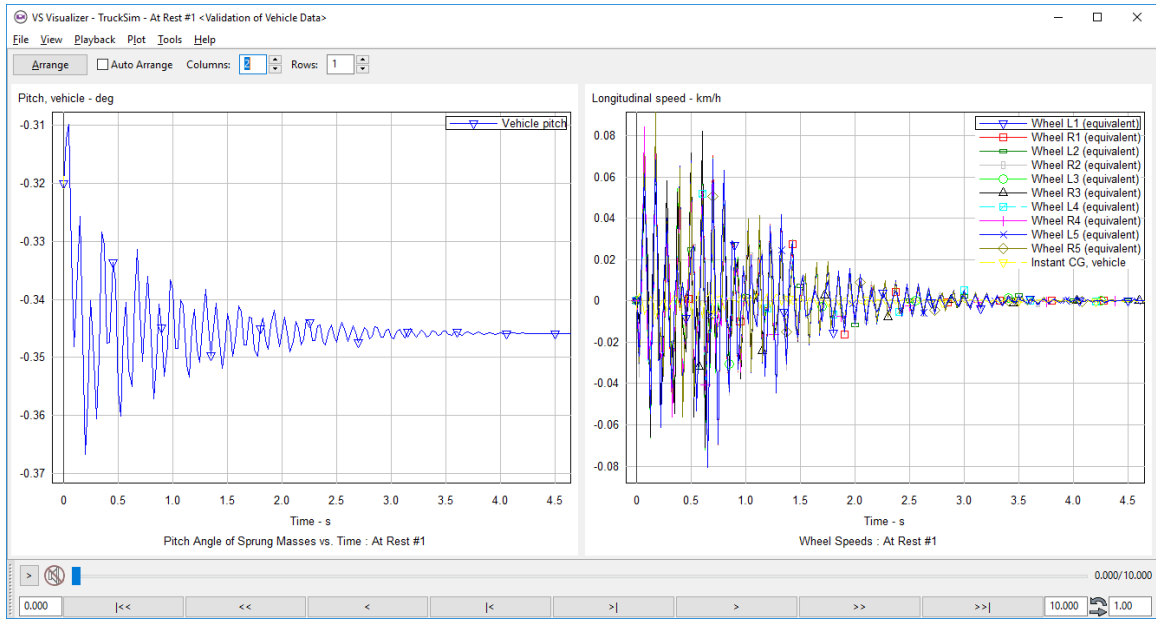 VS Visualizer - TruckSim - At Rest #1 <Validation of Vehicle Data>
File View Playback Plot Tools Help
Arrange Auto Arrange Columns: 2 Rows: 1
Pitch, vehicle - deg
-0.31
-0.32
-0.33
-0.34
-0.35
-0.36
-0.37
Vehicle pitch
0 0.5 1.0 1.5 2.0 2.5 3.0 3.5 4.0 4.5
Time - s
Pitch Angle of Sprung Masses vs. Time : At Rest #1
Longitudinal speed - km/h
0.08
0.06
0.04
0.02
0
-0.02
-0.04
-0.06
-0.08
Wheel L1 (equivalent)
Wheel R1 (equivalent)
Wheel L2 (equivalent)
Wheel R2 (equivalent)
Wheel L3 (equivalent)
Wheel R3 (equivalent)
Wheel L4 (equivalent)
Wheel R4 (equivalent)
Wheel L5 (equivalent)
Wheel R5 (equivalent)
Instant CG, vehicle
0 0.5 1.0 1.5 2.0 2.5 3.0 3.5 4.0 4.5
Time - s
Wheel Speeds : At Rest #1
> 0.000/10.000
0.000 |<< << < |< >| > >> >>| 10.000 1.00